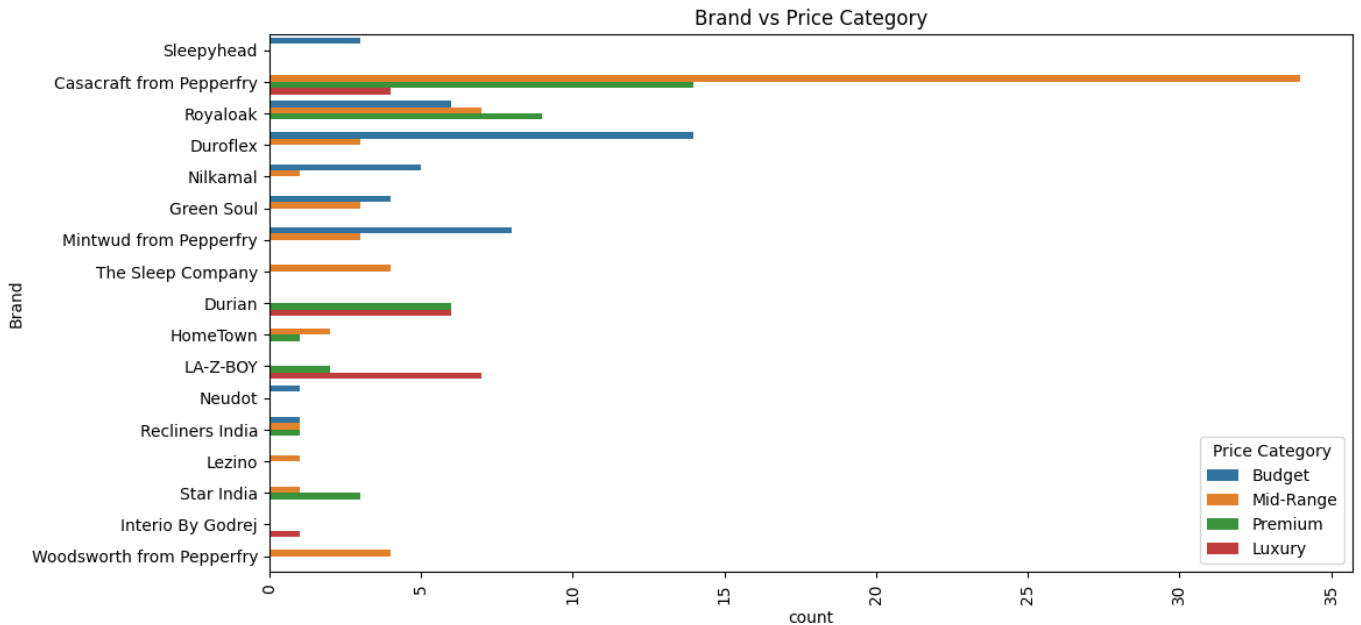 Brand vs Price Category
Brand
Sleepyhead
Casacraft from Pepperfry
Royaloak
Duroflex
Nilkamal
Green Soul
Mintwud from Pepperfry
The Sleep Company
Durian
HomeTown
LA-Z-BOY
Neudot
Recliners India
Lezino
Star India
Interio By Godrej
Woodsworth from Pepperfry
Price Category
Budget
Mid-Range
Premium
Luxury
0 5 10 15 20 25 30 35
count